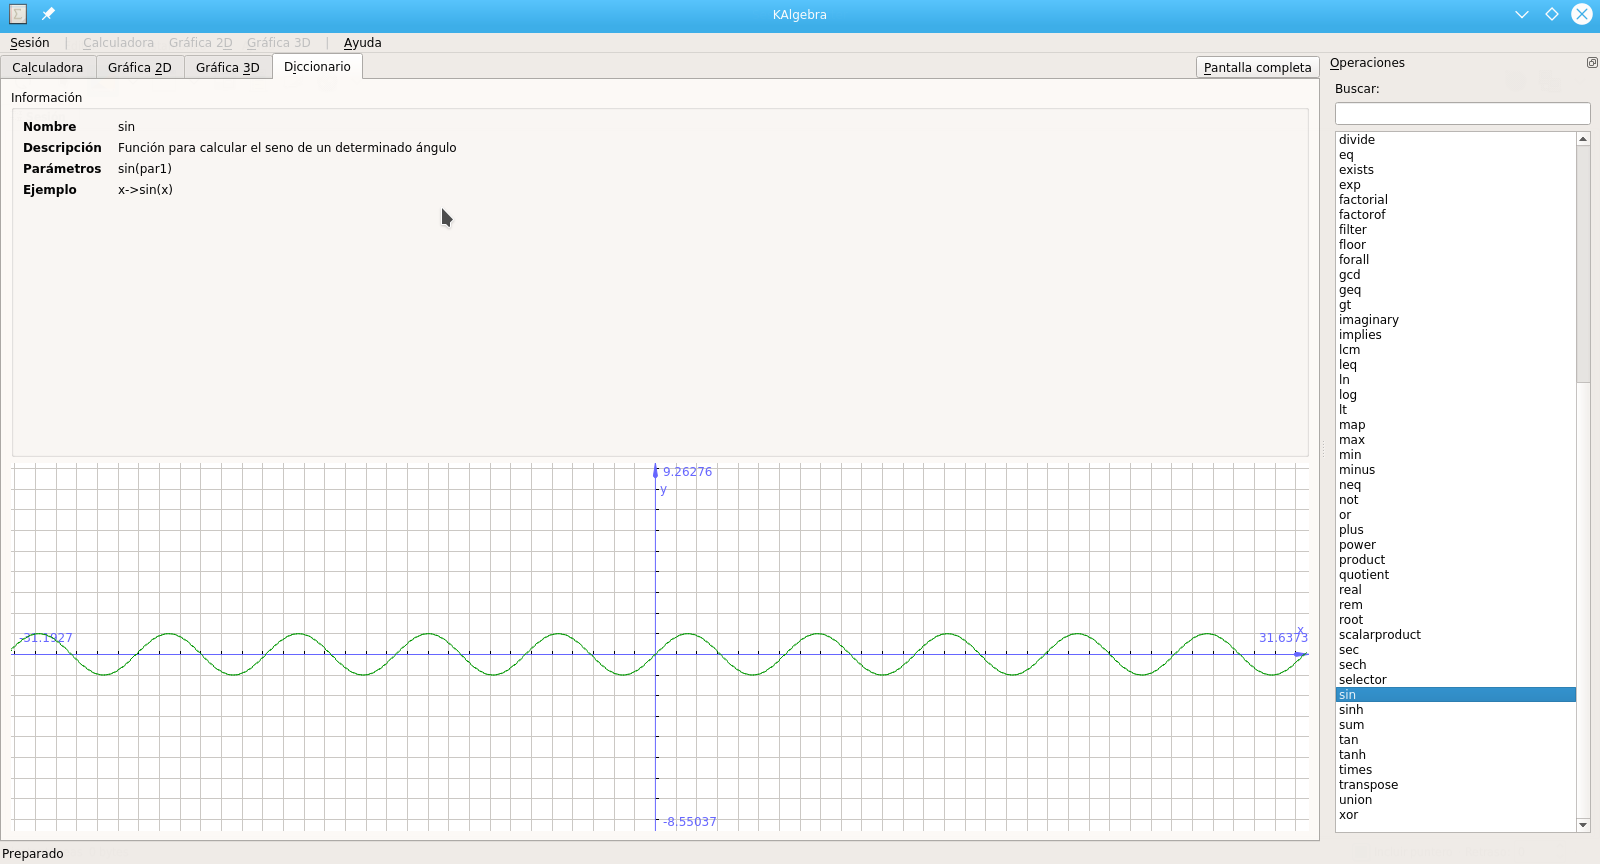 KAlgebra
Sesión | Calculadora Gráfica 2D Gráfica 3D | Ayuda
Calculadora Gráfica 2D Gráfica 3D Diccionario Pantalla completa
Información
Nombre sin
Descripción Función para calcular el seno de un determinado ángulo
Parámetros sin(par1)
Ejemplo x->sin(x)
9.26276
y
-31.1927
x
31.6373
-8.55037
Operaciones
Buscar:
divide
eq
exists
exp
factorial
factorof
filter
floor
forall
gcd
geq
gt
imaginary
implies
lcm
leq
ln
log
lt
map
max
min
minus
neq
not
or
plus
power
product
quotient
real
rem
root
scalarproduct
sec
sech
selector
sin
sinh
sum
tan
tanh
times
transpose
union
xor
Preparado